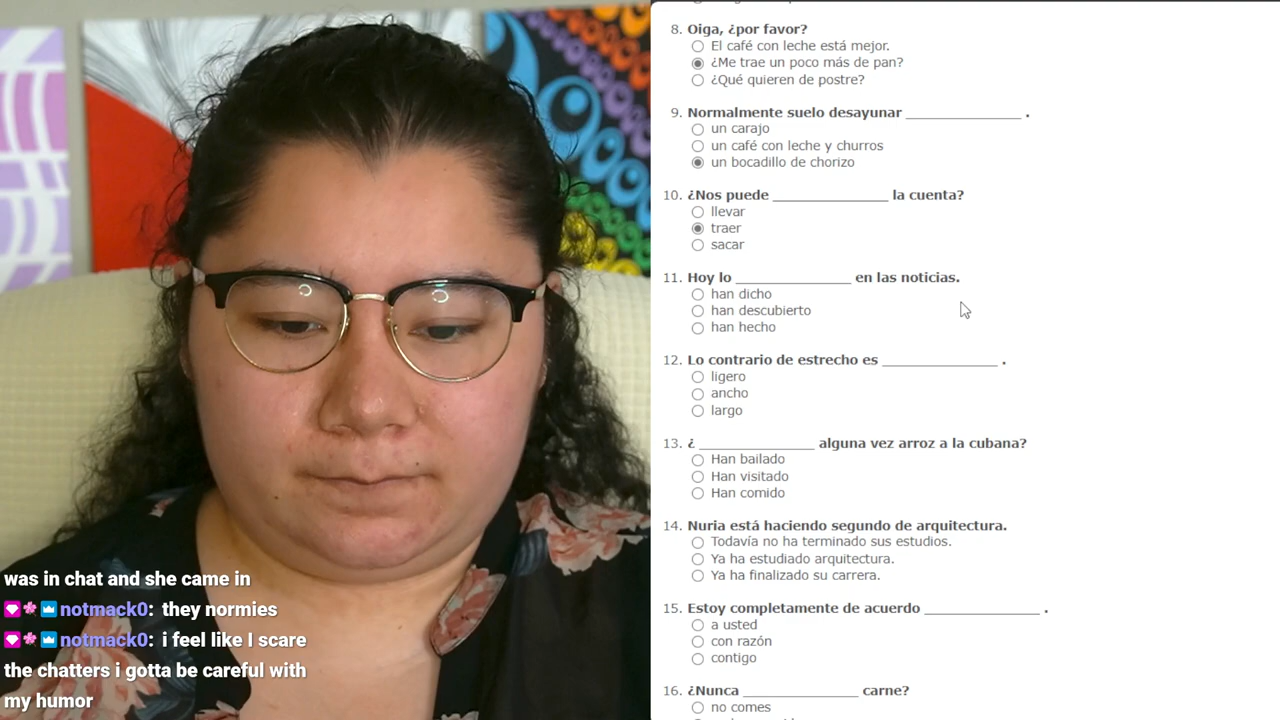 8. Oiga, ¿por favor?
El café con leche está mejor.
¿Me trae un poco más de pan?
¿Qué quieren de postre?
9. Normalmente suelo desayunar _______________ .
un carajo
un café con leche y churros
un bocadillo de chorizo
10. ¿Nos puede _______________ la cuenta?
llevar
traer
sacar
11. Hoy lo _______________ en las noticias.
han dicho
han descubierto
han hecho
12. Lo contrario de estrecho es _______________ .
ligero
ancho
largo
13. ¿ _______________ alguna vez arroz a la cubana?
Han bailado
Han visitado
Han comido
14. Nuria está haciendo segundo de arquitectura.
Todavía no ha terminado sus estudios.
Ya ha estudiado arquitectura.
Ya ha finalizado su carrera.
15. Estoy completamente de acuerdo _______________ .
a usted
con razón
contigo
16. ¿Nunca _______________ carne?
no comes
was in chat and she came in
notmack0: they normies
notmack0: i feel like I scare
the chatters i gotta be careful with
my humor